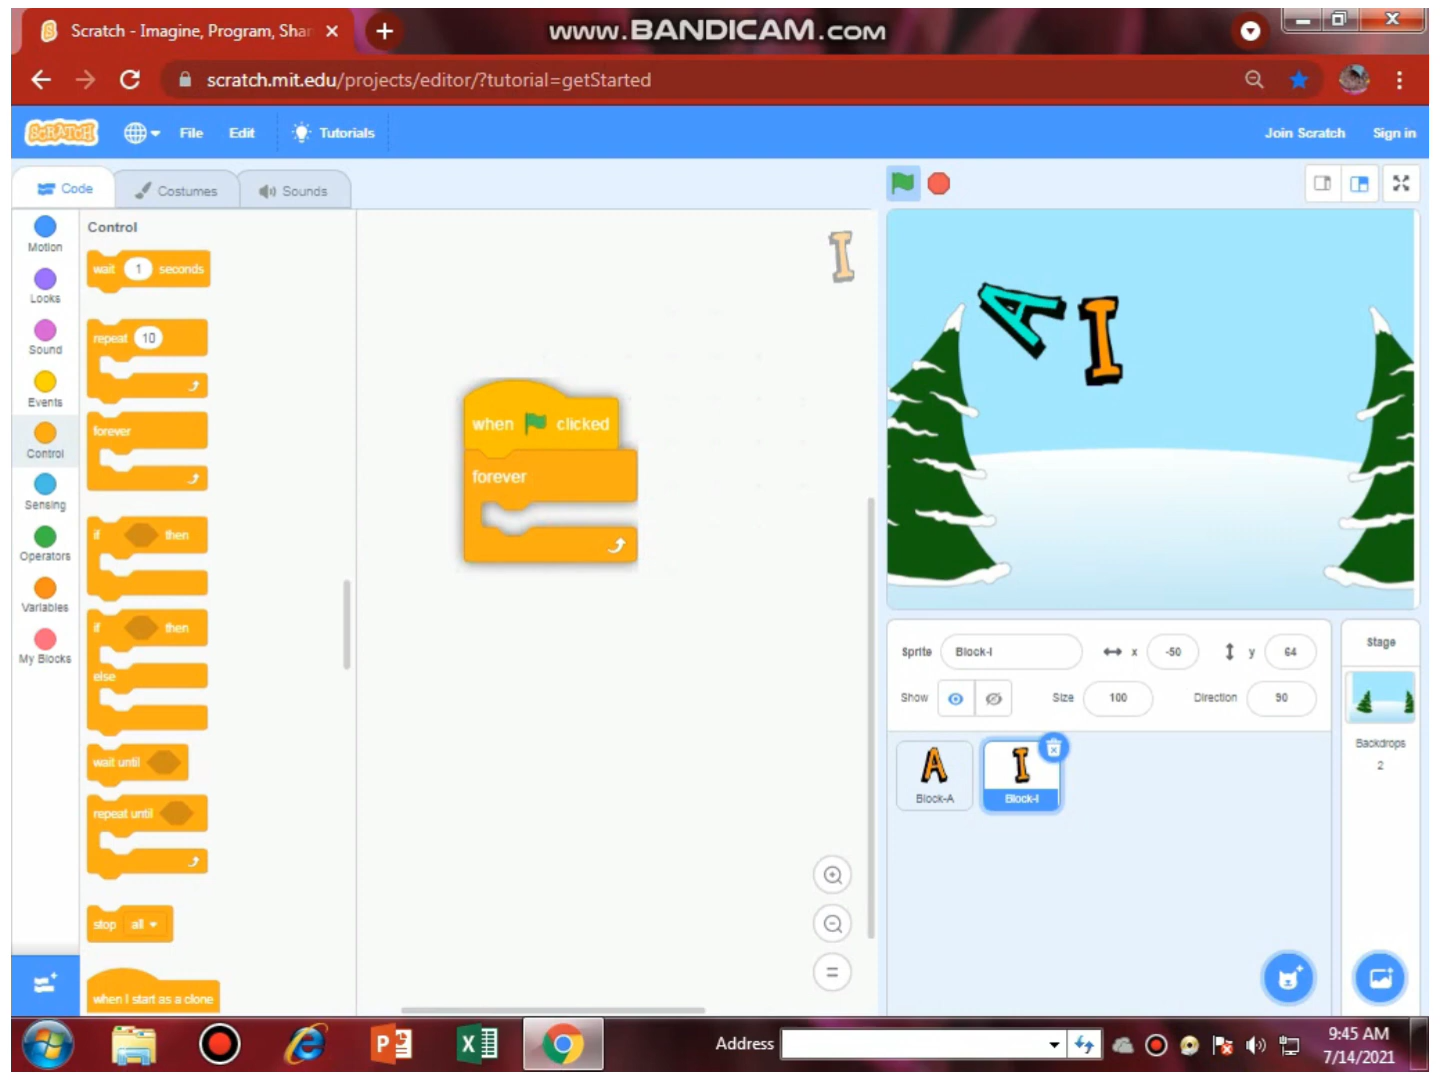 Scratch - Imagine, Program, Shar
www.BANDICAM.com
scratch.mit.edu/projects/editor/?tutorial=getStarted
SCRATCH
File
Edit
Tutorials
Join Scratch
Sign in
Code
Costumes
Sounds
Motion
Looks
Sound
Events
Control
Sensing
Operators
Variables
My Blocks
Control
wait 1 seconds
repeat 10
forever
if then
if then
else
wait until
repeat until
stop all
when I start as a clone
I
when clicked
forever
A I
Sprite Block-I x -50 y 64
Show Size 100 Direction 90
A
Block-A
I
Block-I
Stage
Backdrops
2
Address
9:45 AM
7/14/2021